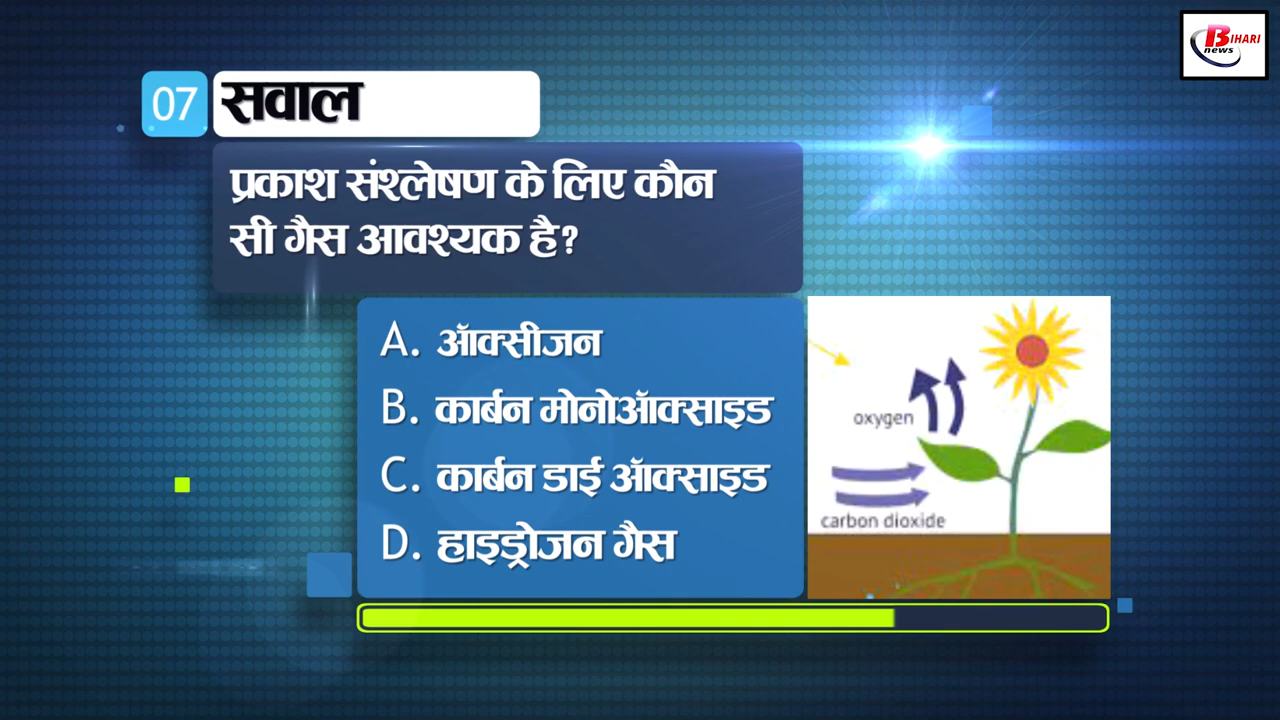 BIHARI
news
07 सवाल
प्रकाश संश्लेषण के लिए कौन
सी गैस आवश्यक है?
A. ऑक्सीजन
B. कार्बन मोनोऑक्साइड
C. कार्बन डाई ऑक्साइड
D. हाइड्रोजन गैस
oxygen
carbon dioxide